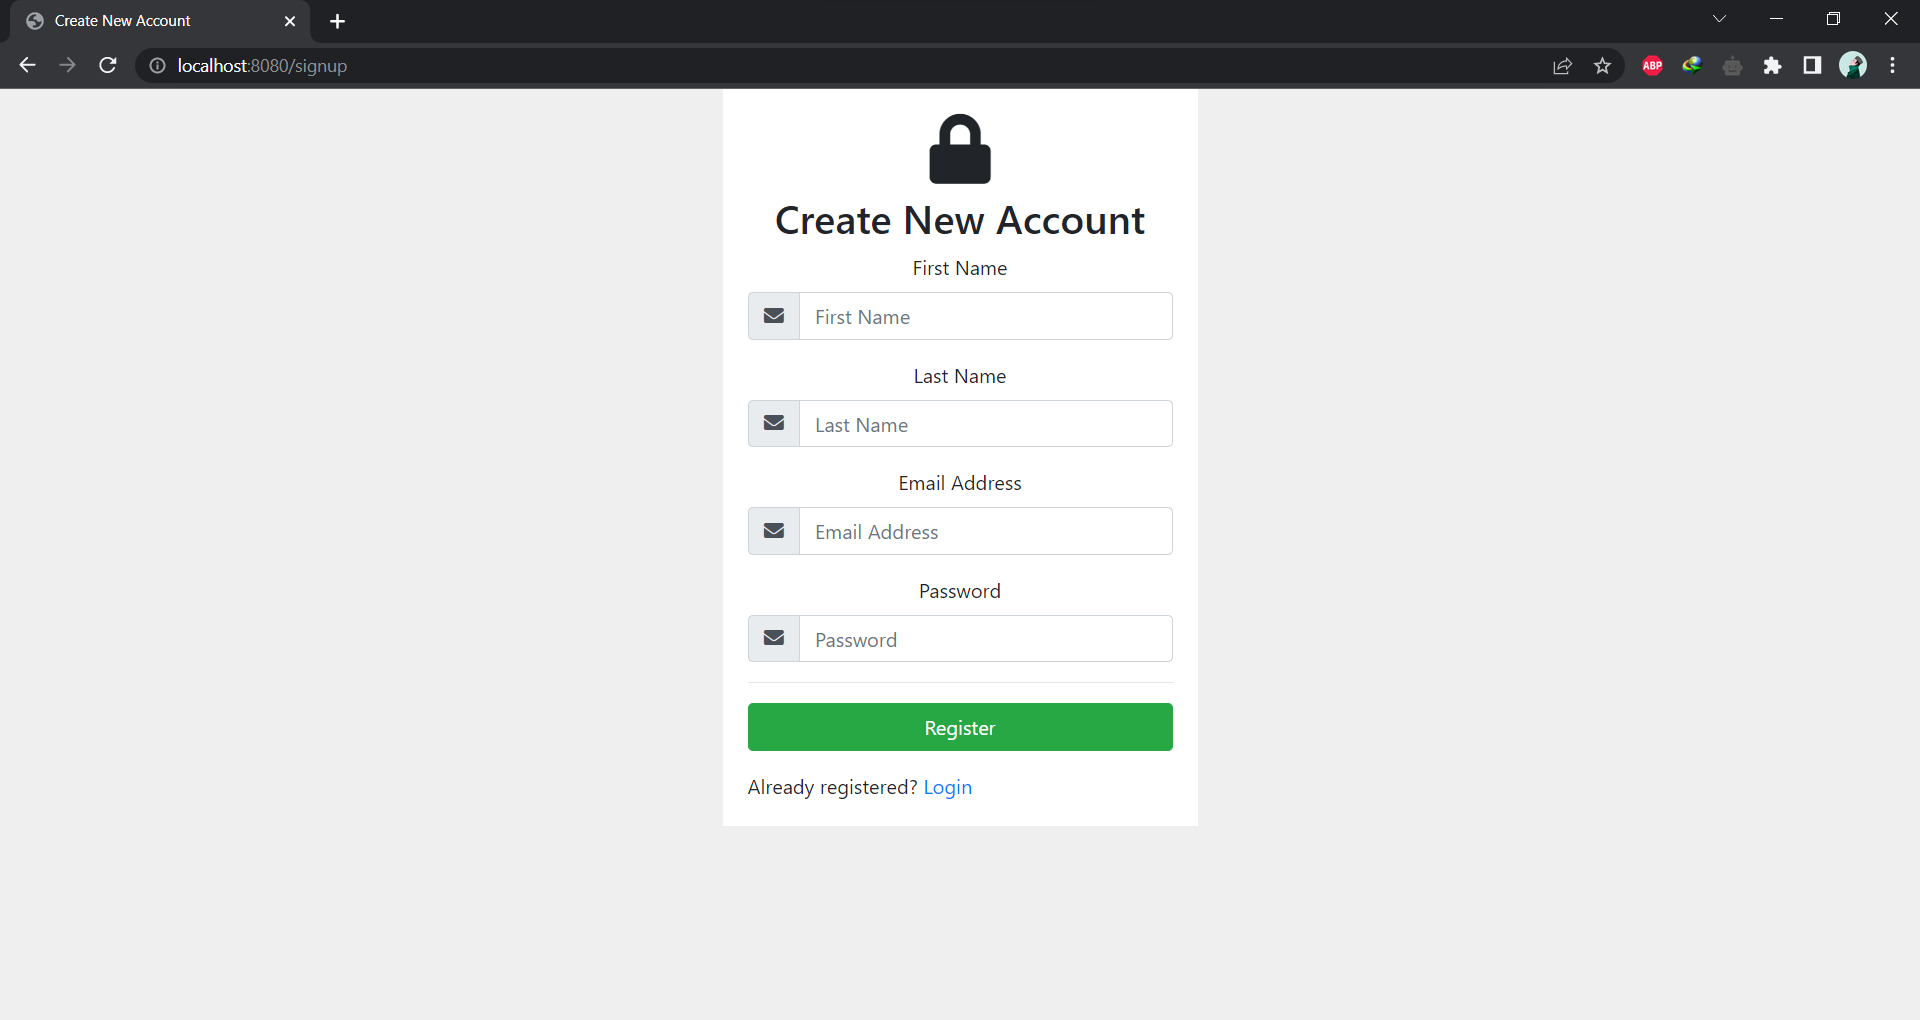 Create New Account
localhost:8080/signup
ABP
Create New Account
First Name
First Name
Last Name
Last Name
Email Address
Email Address
Password
Password
Register
Already registered? Login